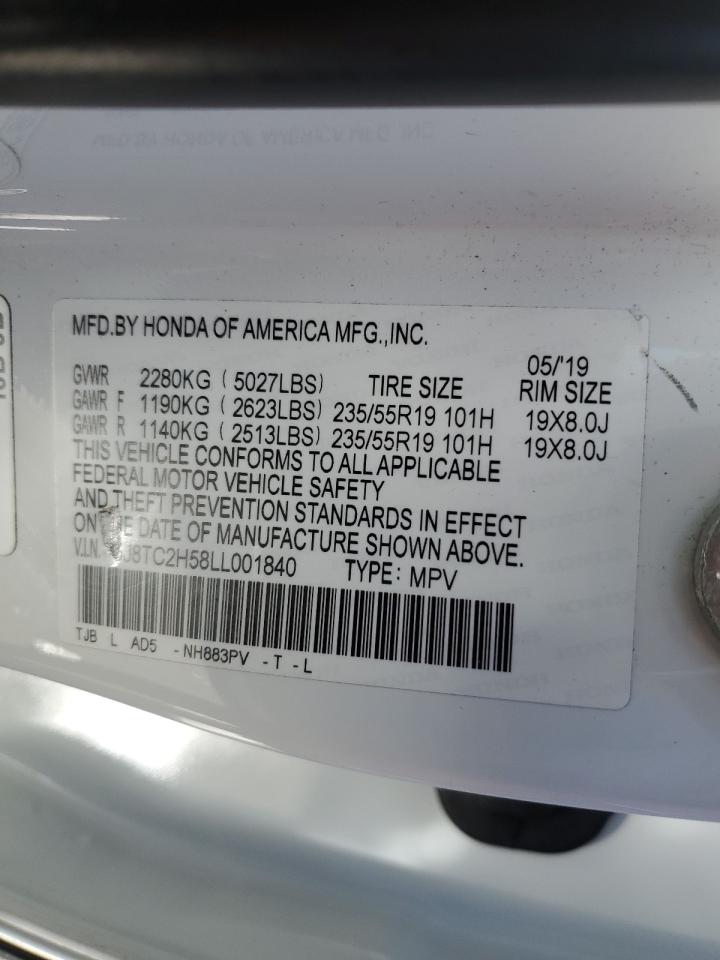 MFD.BY HONDA OF AMERICA MFG.,INC.
05/'19
GVWR 2280KG (5027LBS) TIRE SIZE RIM SIZE
GAWR F 1190KG (2623LBS) 235/55R19 101H 19X8.0J
GAWR R 1140KG (2513LBS) 235/55R19 101H 19X8.0J
THIS VEHICLE CONFORMS TO ALL APPLICABLE
FEDERAL MOTOR VEHICLE SAFETY
AND THEFT PREVENTION STANDARDS IN EFFECT
ON THE DATE OF MANUFACTURE SHOWN ABOVE.
V.I.N. TYPE: MPV
TJB L AD5 -NH883PV -T -L